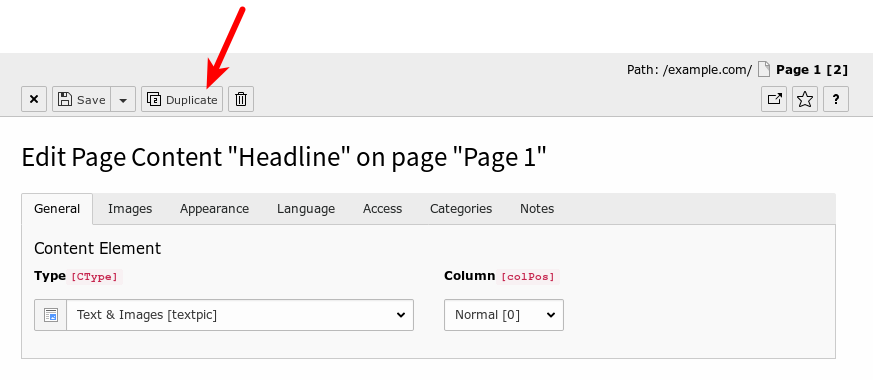 Path: /example.com/ Page 1 [2]
Save Duplicate ?
Edit Page Content "Headline" on page "Page 1"
General Images Appearance Language Access Categories Notes
Content Element
Type [CType] Column [colPos]
Text & Images [textpic] Normal [0]